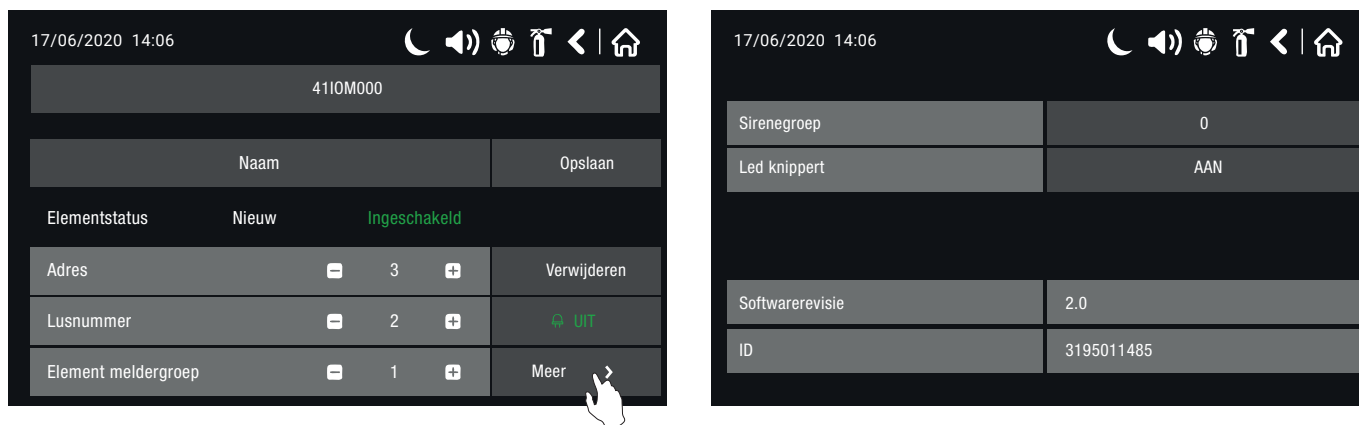 17/06/2020 14:06
41IOM000
Naam Opslaan
Elementstatus Nieuw Ingeschakeld
Adres 3 Verwijderen
Lusnummer 2 UIT
Element meldergroep 1 Meer
17/06/2020 14:06
Sirenegroep 0
Led knippert AAN
Softwarerevisie 2.0
ID 3195011485